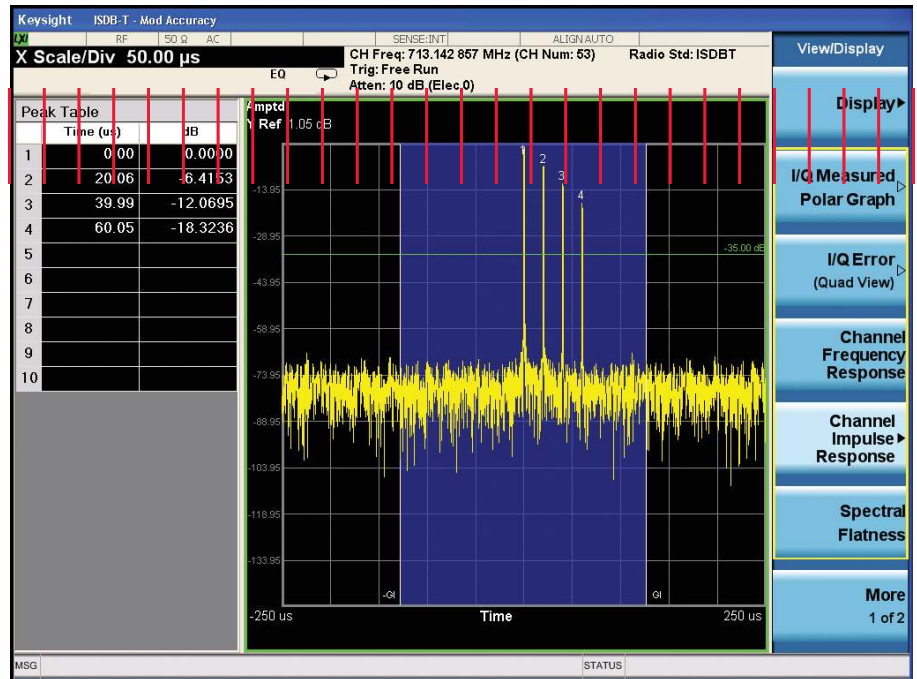 Keysight ISDB-T - Mod Accuracy
LXI RF 50 Ω AC SENSE:INT ALIGN AUTO
X Scale/Div 50.00 µs
CH Freq: 713.142 857 MHz (CH Num: 53) Radio Std: ISDBT
EQ Trig: Free Run
Atten: 10 dB (Elec 0)
Peak Table
Time (us) dB
1 0.00 0.0000
2 20.06 -6.4153
3 39.99 -12.0695
4 60.05 -18.3236
5
6
7
8
9
10
Amptd
Y Ref 1.05 dB
1
2
3
4
-13.95
-28.95
-35.00 dB
-43.95
-58.95
-73.95
-88.95
-103.95
-118.95
-133.95
-GI GI
-250 us Time 250 us
View/Display
Display
I/Q Measured
Polar Graph
I/Q Error
(Quad View)
Channel
Frequency
Response
Channel
Impulse
Response
Spectral
Flatness
More
1 of 2
MSG STATUS